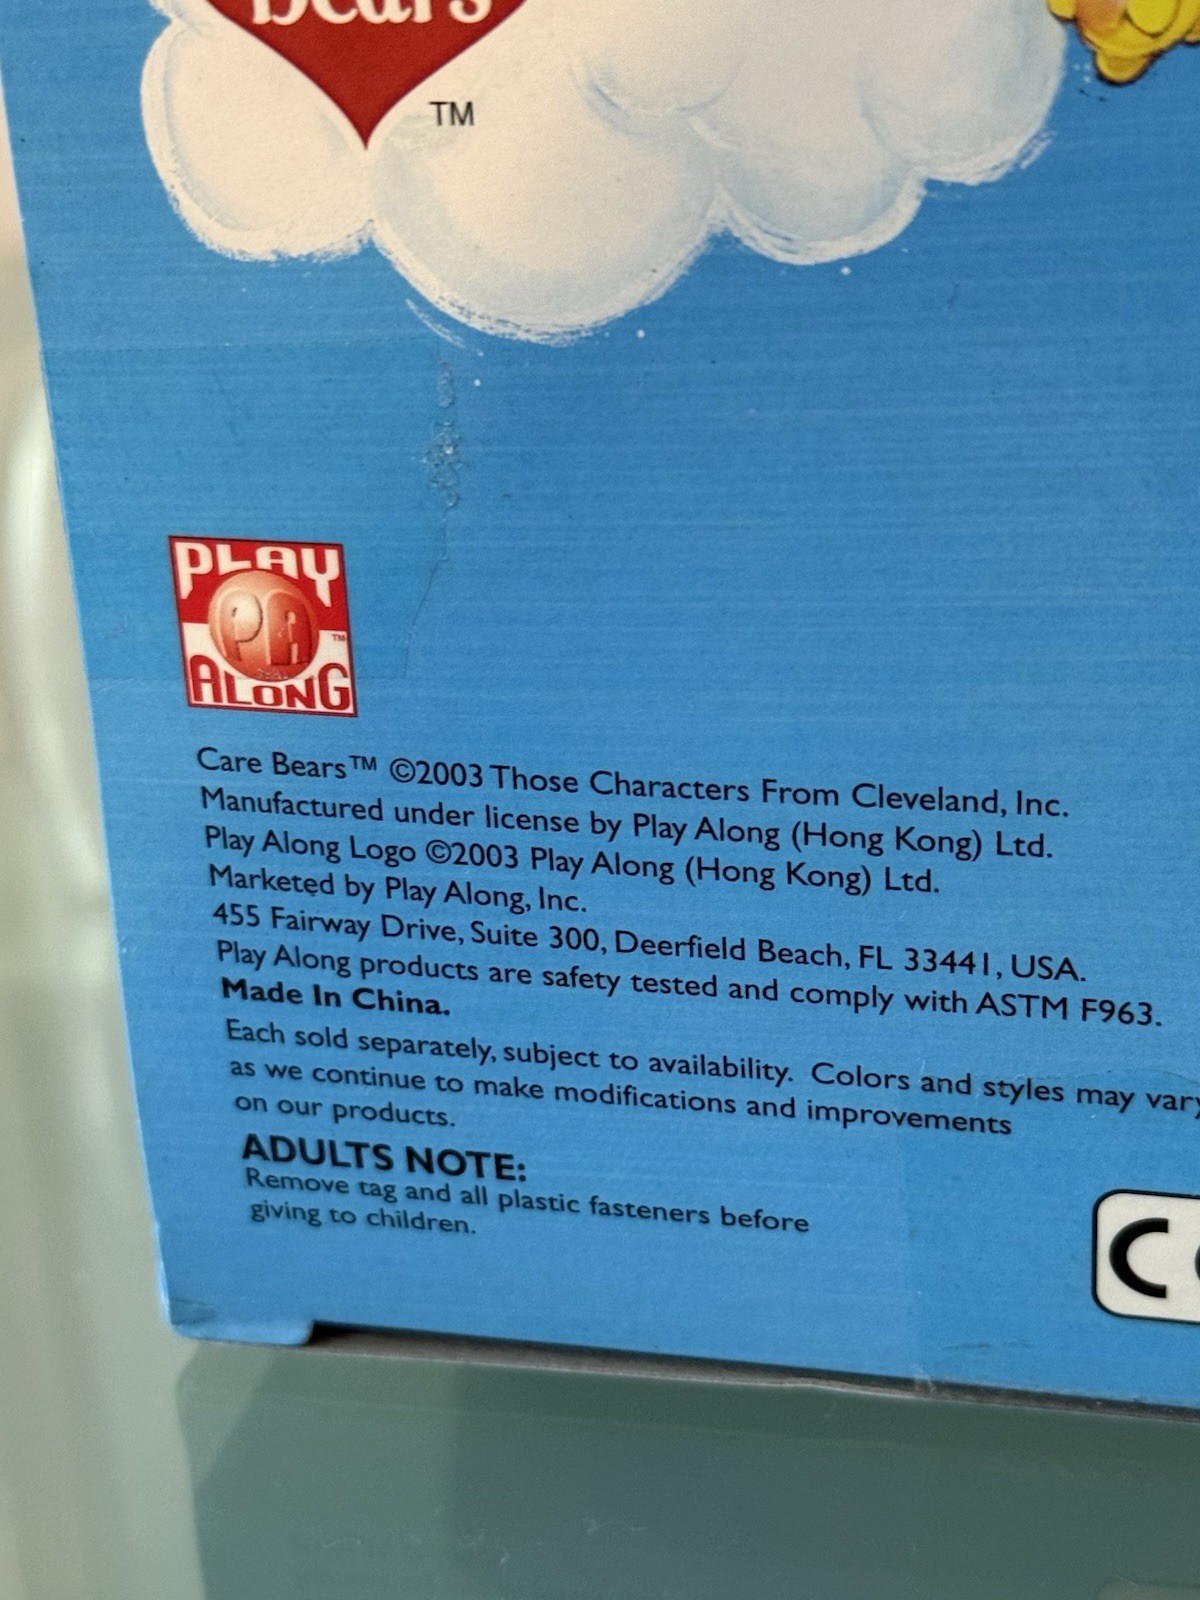 Bears
TM
PLAY
PA
TM
ALONG
Care Bears™ ©2003 Those Characters From Cleveland, Inc.
Manufactured under license by Play Along (Hong Kong) Ltd.
Play Along Logo ©2003 Play Along (Hong Kong) Ltd.
Marketed by Play Along, Inc.
455 Fairway Drive, Suite 300, Deerfield Beach, FL 33441, USA.
Play Along products are safety tested and comply with ASTM F963.
Made In China.
Each sold separately, subject to availability. Colors and styles may vary
as we continue to make modifications and improvements
on our products.
ADULTS NOTE:
Remove tag and all plastic fasteners before
giving to children.